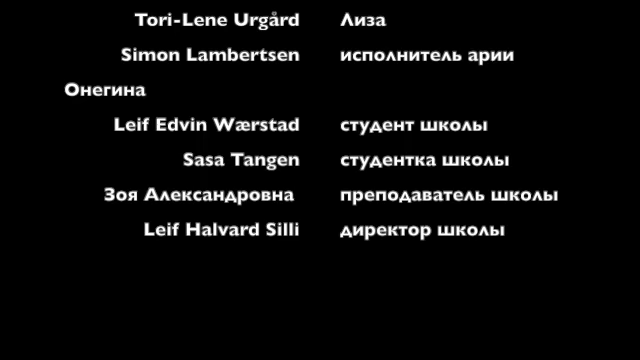 Tori-Lene Urgård Лиза
Simon Lambertsen исполнитель арии
Онегина
Leif Edvin Wærstad студент школы
Sasa Tangen студентка школы
Зоя Александровна преподаватель школы
Leif Halvard Silli директор школы